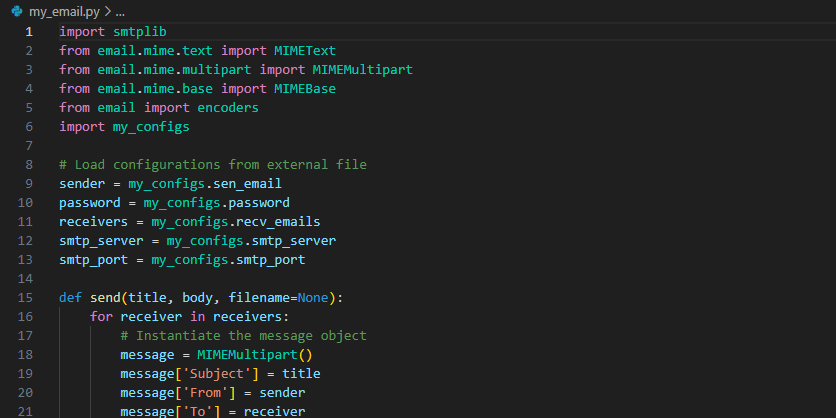 my_email.py > ...
1 import smtplib
2 from email.mime.text import MIMEText
3 from email.mime.multipart import MIMEMultipart
4 from email.mime.base import MIMEBase
5 from email import encoders
6 import my_configs
7
8 # Load configurations from external file
9 sender = my_configs.sen_email
10 password = my_configs.password
11 receivers = my_configs.recv_emails
12 smtp_server = my_configs.smtp_server
13 smtp_port = my_configs.smtp_port
14
15 def send(title, body, filename=None):
16     for receiver in receivers:
17         # Instantiate the message object
18         message = MIMEMultipart()
19         message['Subject'] = title
20         message['From'] = sender
21         message['To'] = receiver